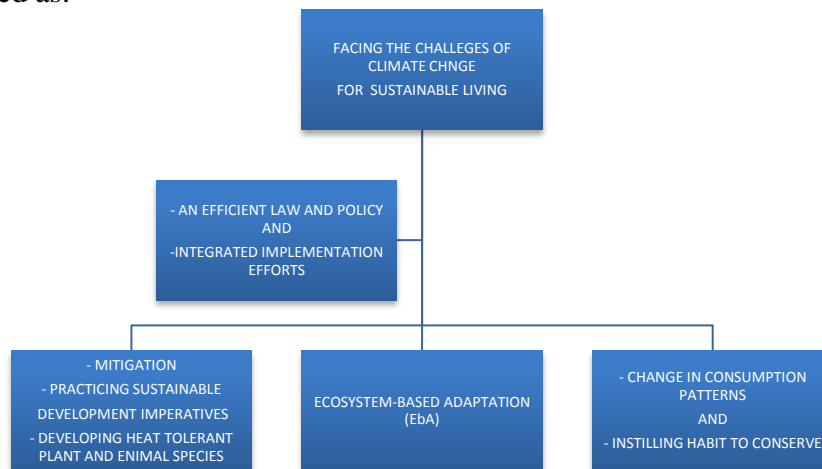 FACING THE CHALLEGES OF
CLIMATE CHNGE
FOR SUSTAINABLE LIVING
- AN EFFICIENT LAW AND POLICY
AND
-INTEGRATED IMPLEMENTATION
EFFORTS
- MITIGATION
- PRACTICING SUSTAINABLE
DEVELOPMENT IMPERATIVES
- DEVELOPING HEAT TOLERANT
PLANT AND ENIMAL SPECIES
ECOSYSTEM-BASED ADAPTATION
(EbA)
- CHANGE IN CONSUMPTION
PATTERNS
AND
- INSTILLING HABIT TO CONSERVE